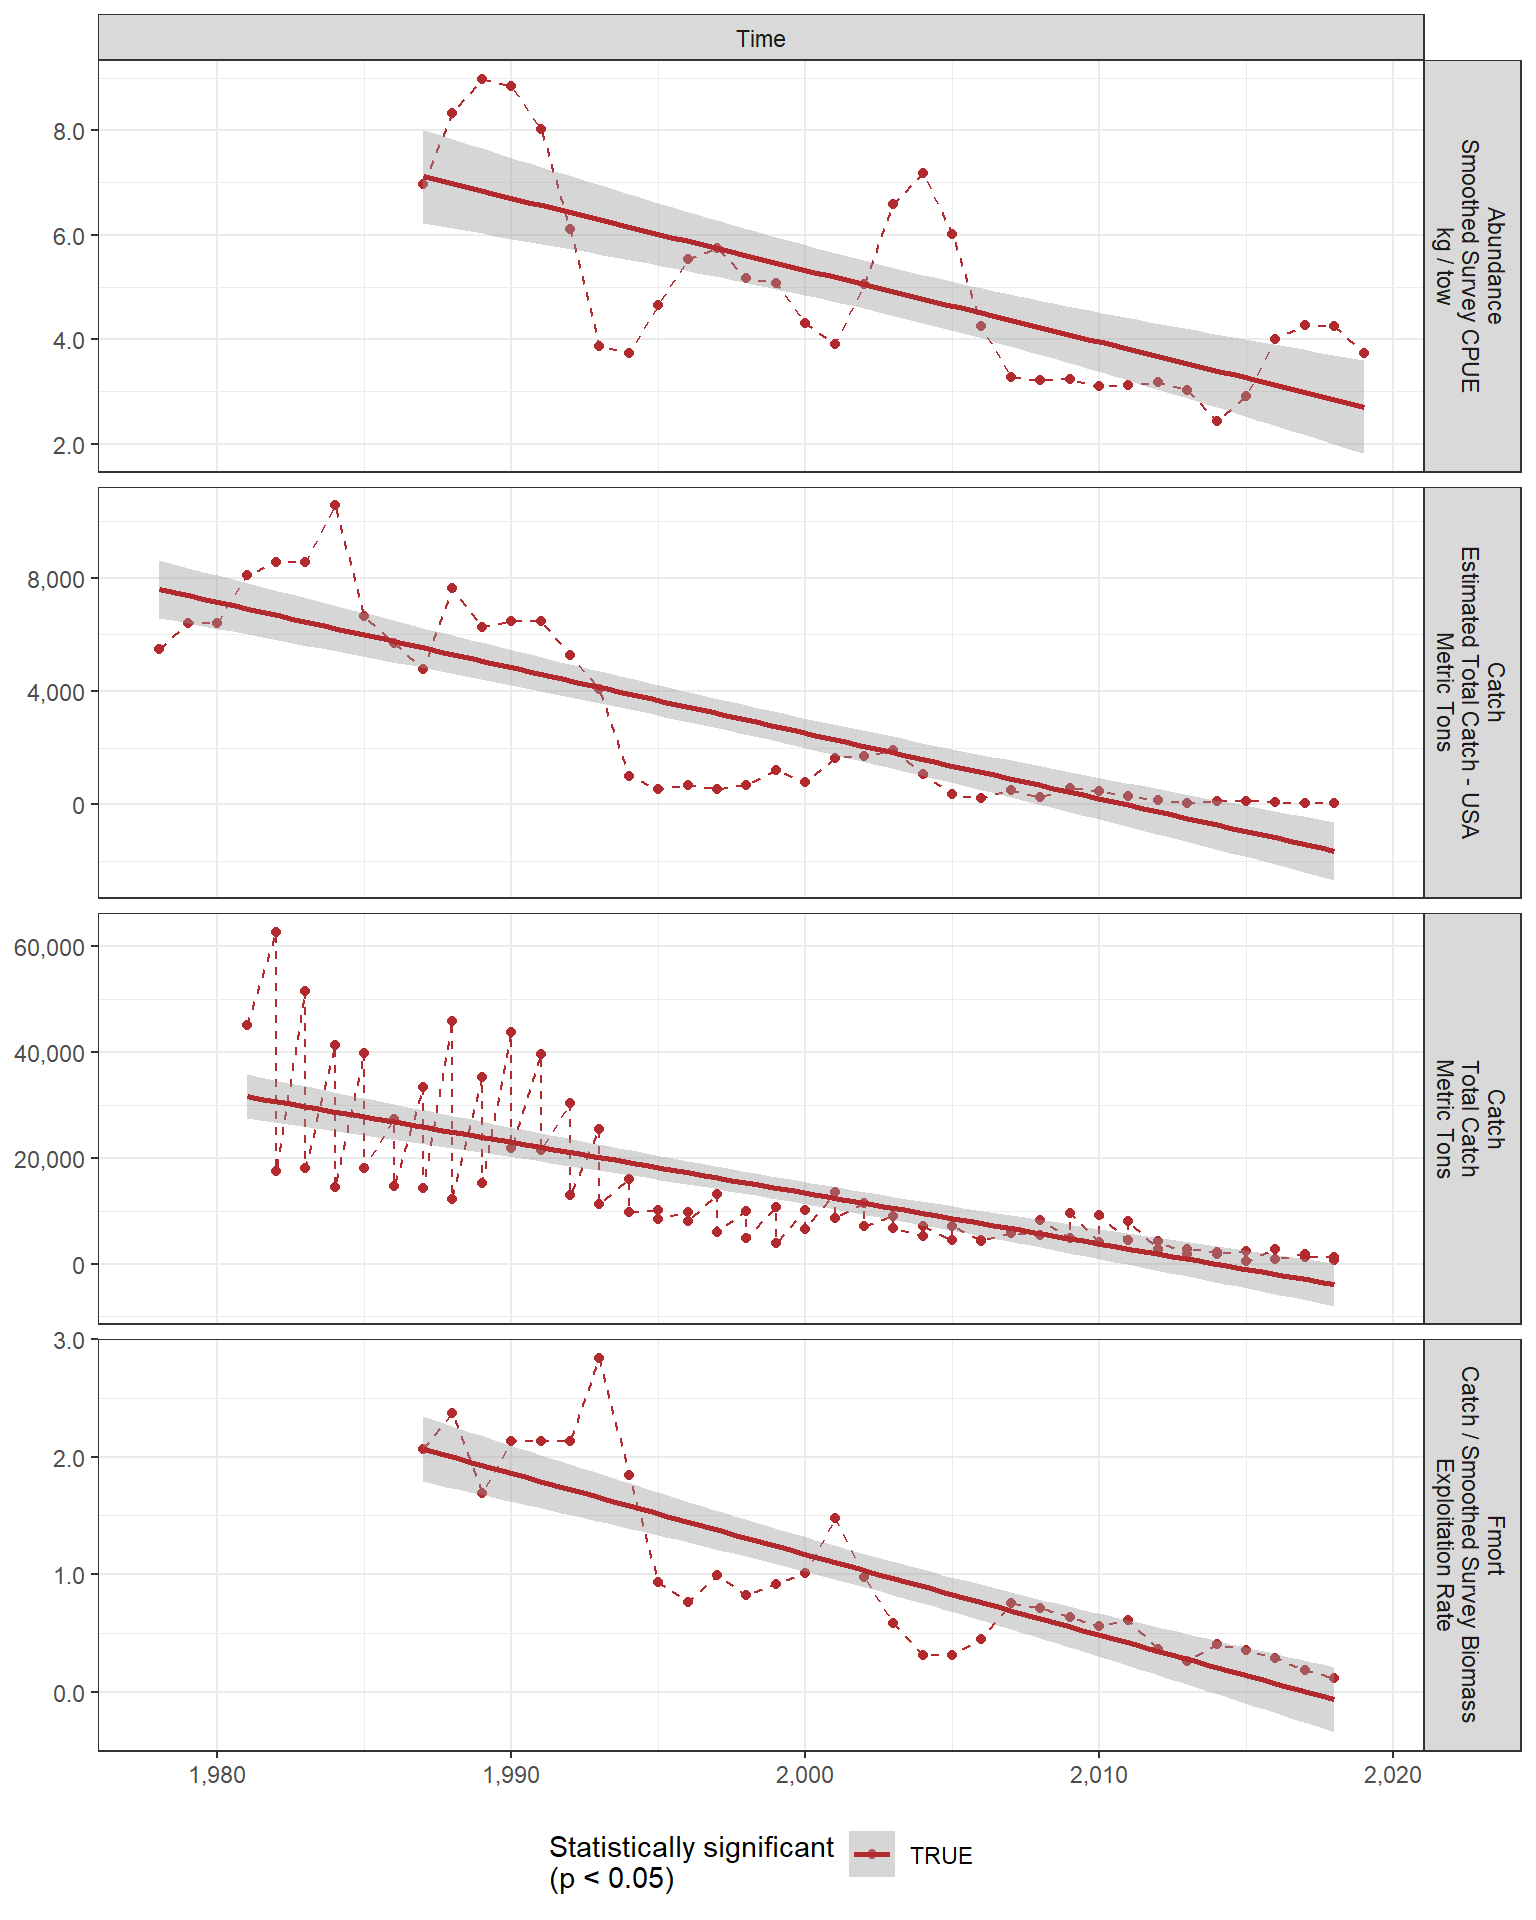 Time
8.0
6.0
4.0
2.0
Abundance
Smoothed Survey CPUE
kg / tow
8,000
4,000
0
Catch
Estimated Total Catch - USA
Metric Tons
60,000
40,000
20,000
0
Catch
Total Catch
Metric Tons
3.0
2.0
1.0
0.0
Fmort
Catch / Smoothed Survey Biomass
Exploitation Rate
1,980
1,990
2,000
2,010
2,020
Statistically significant
(p < 0.05)
TRUE